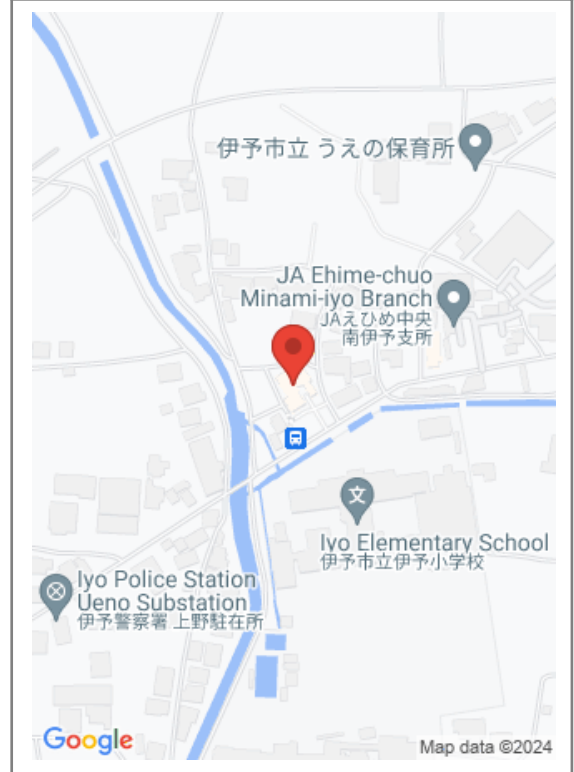 伊予市立 うえの保育所
JA Ehime-chuo
Minami-iyo Branch
JAえひめ中央
南伊予支所
文
Iyo Elementary School
伊予市立伊予小学校
Iyo Police Station
Ueno Substation
伊予警察署 上野駐在所
Google
Map data ©2024